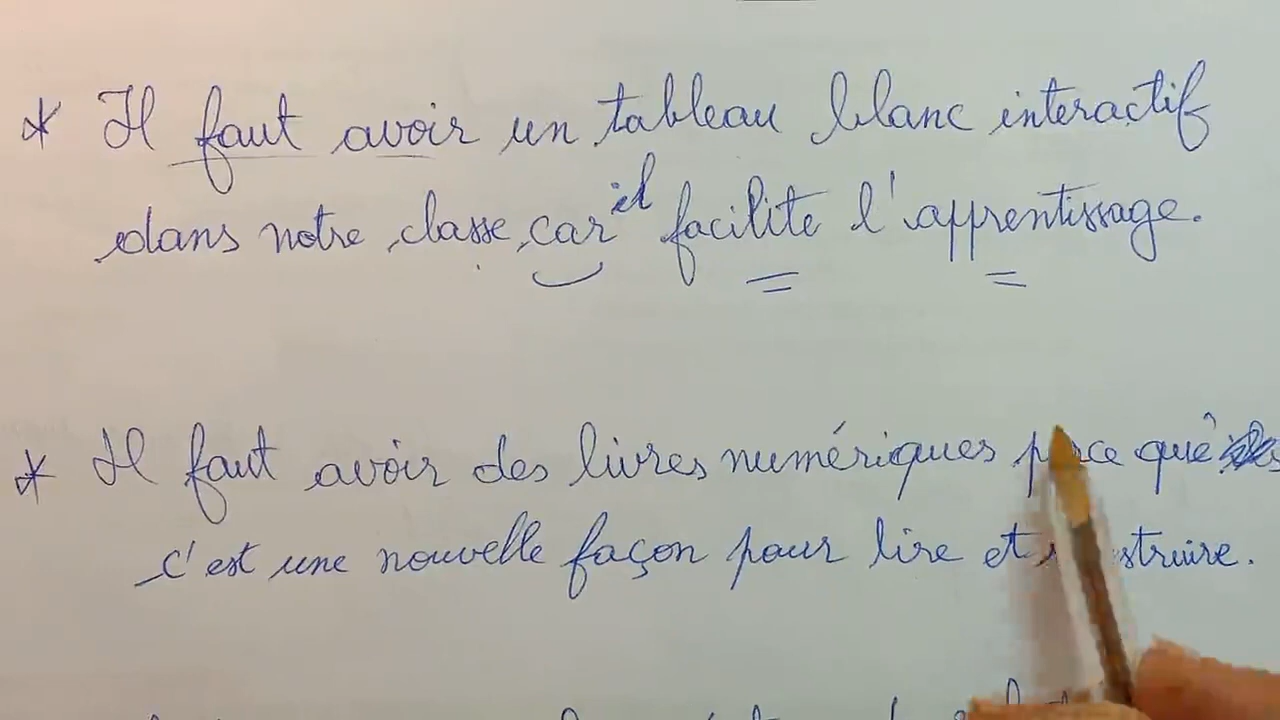 * Il faut avoir un tableau blanc interactif
dans notre classe, car il facilite l'apprentissage.
* Il faut avoir des livres numériques que
c'est une nouvelle façon pour lire et